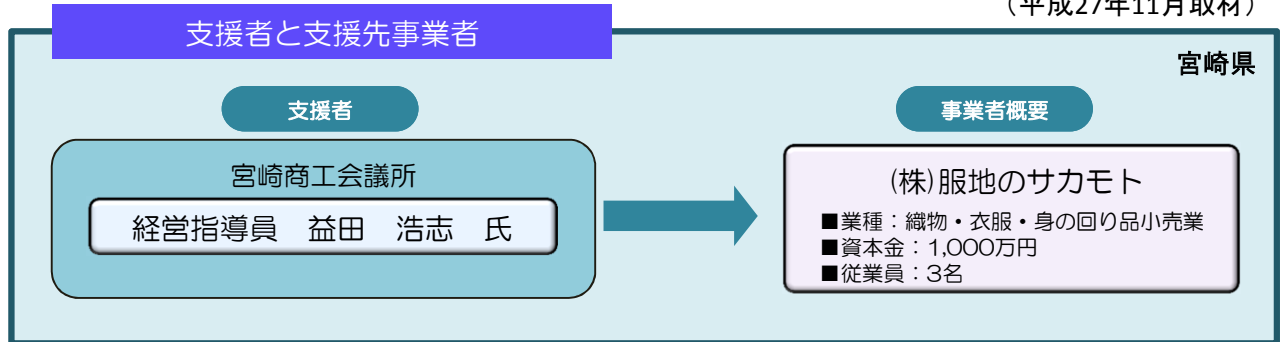 （平成27年11月取材）
支援者と支援先事業者
宮崎県
支援者
宮崎商工会議所
経営指導員　益田　浩志　氏
事業者概要
(株)服地のサカモト
■業種：織物・衣服・身の回り品小売業
■資本金：1,000万円
■従業員：3名